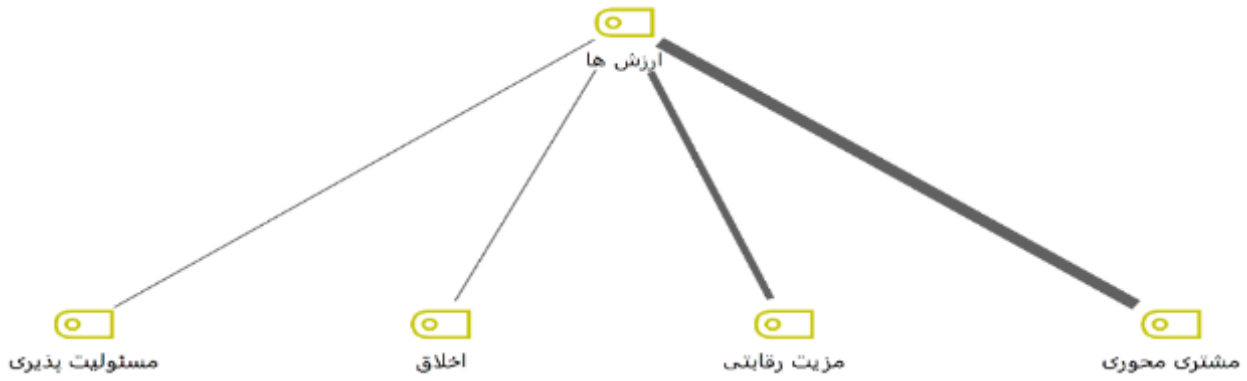 ارزش ها
مشتری محوری
مزیت رقابتی
اخلاق
مسئولیت پذیری